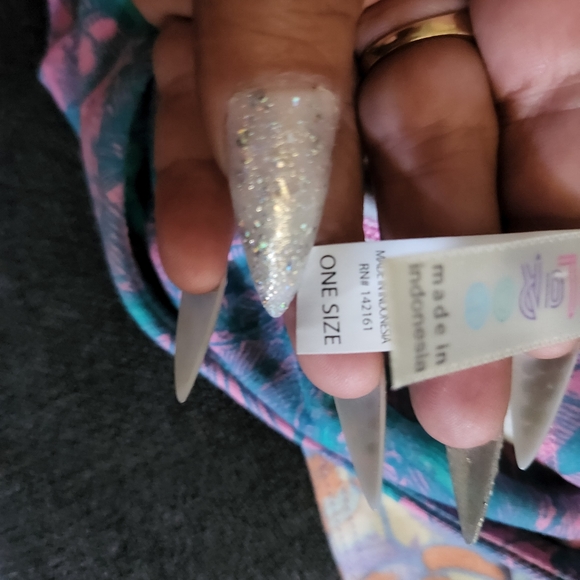 ONE SIZE
RN# 142161
MADE IN INDONESIA
made in
indonesia